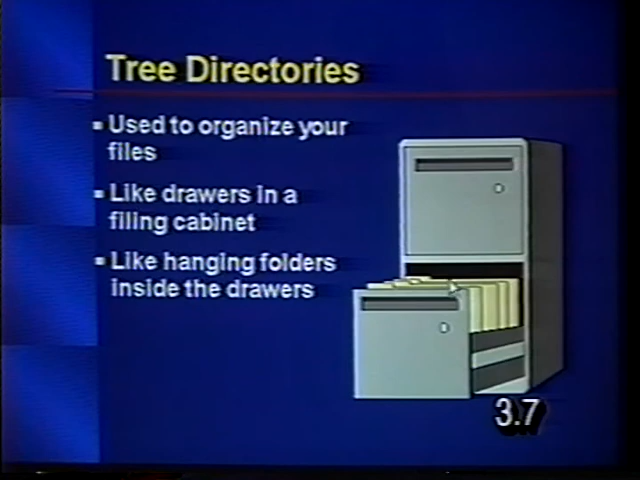 Tree Directories
Used to organize your
files
Like drawers in a
filing cabinet
Like hanging folders
inside the drawers
3.7